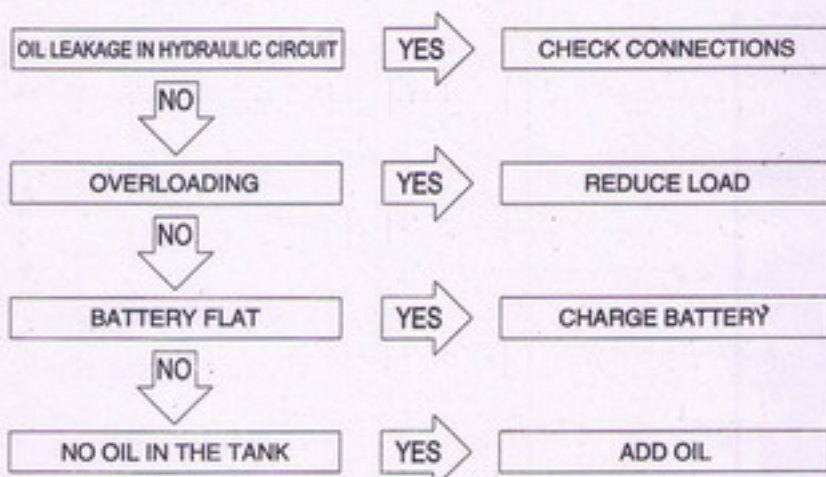 OIL LEAKAGE IN HYDRAULIC CIRCUIT YES CHECK CONNECTIONS
NO
OVERLOADING YES REDUCE LOAD
NO
BATTERY FLAT YES CHARGE BATTERY
NO
NO OIL IN THE TANK YES ADD OIL